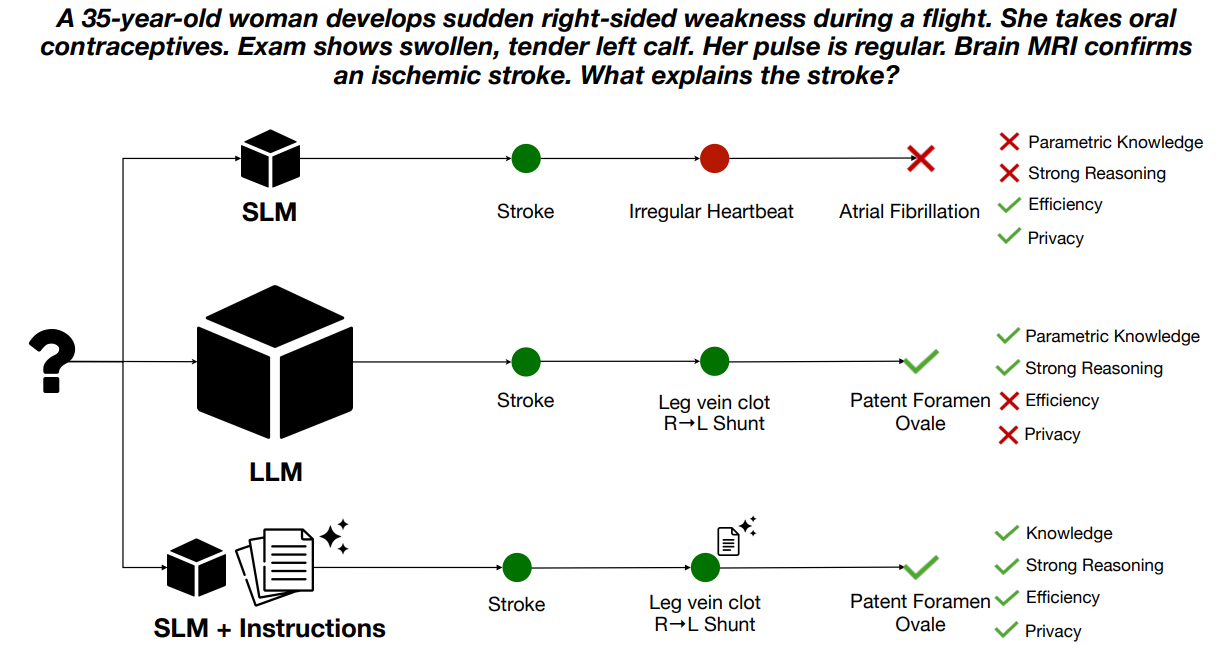 A 35-year-old woman develops sudden right-sided weakness during a flight. She takes oral
contraceptives. Exam shows swollen, tender left calf. Her pulse is regular. Brain MRI confirms
an ischemic stroke. What explains the stroke?
SLM
Stroke
Irregular Heartbeat
Atrial Fibrillation
Parametric Knowledge
Strong Reasoning
Efficiency
Privacy
?
LLM
Stroke
Leg vein clot
R→L Shunt
Patent Foramen
Ovale
Parametric Knowledge
Strong Reasoning
Efficiency
Privacy
SLM + Instructions
Stroke
Leg vein clot
R→L Shunt
Patent Foramen
Ovale
Knowledge
Strong Reasoning
Efficiency
Privacy